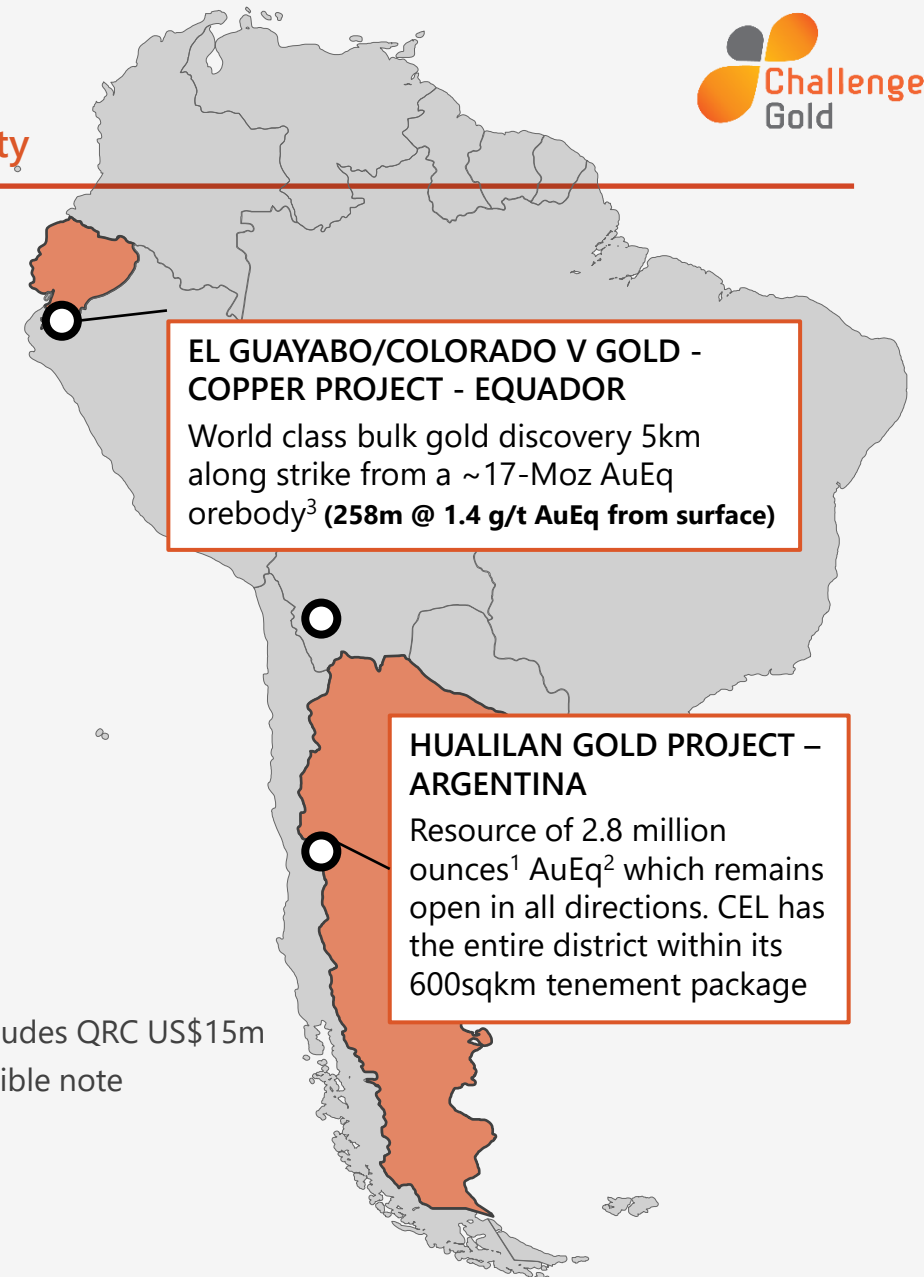 Challenge
Gold
ty
EL GUAYABO/COLORADO V GOLD -
COPPER PROJECT - EQUADOR
World class bulk gold discovery 5km
along strike from a ~17-Moz AuEq
orebody³ (258m @ 1.4 g/t AuEq from surface)
HUALILAN GOLD PROJECT –
ARGENTINA
Resource of 2.8 million
ounces¹ AuEq² which remains
open in all directions. CEL has
the entire district within its
600sqkm tenement package
udes QRC US$15m
ible note